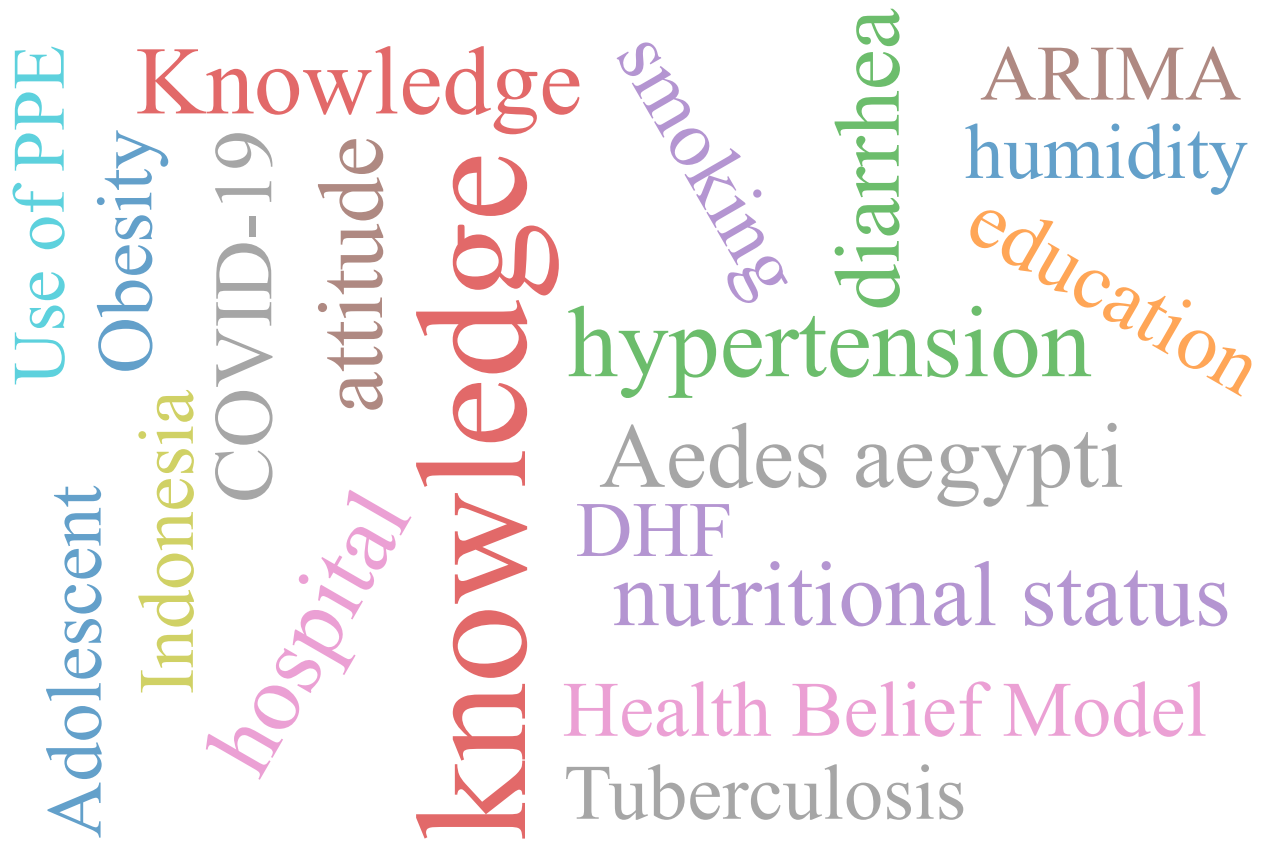 Use of PPE
Knowledge
smoking
diarrhea
ARIMA
humidity
Obesity
COVID-19
attitude
knowledge
education
hypertension
Indonesia
Aedes aegypti
Adolescent
hospital
DHF
nutritional status
Health Belief Model
Tuberculosis